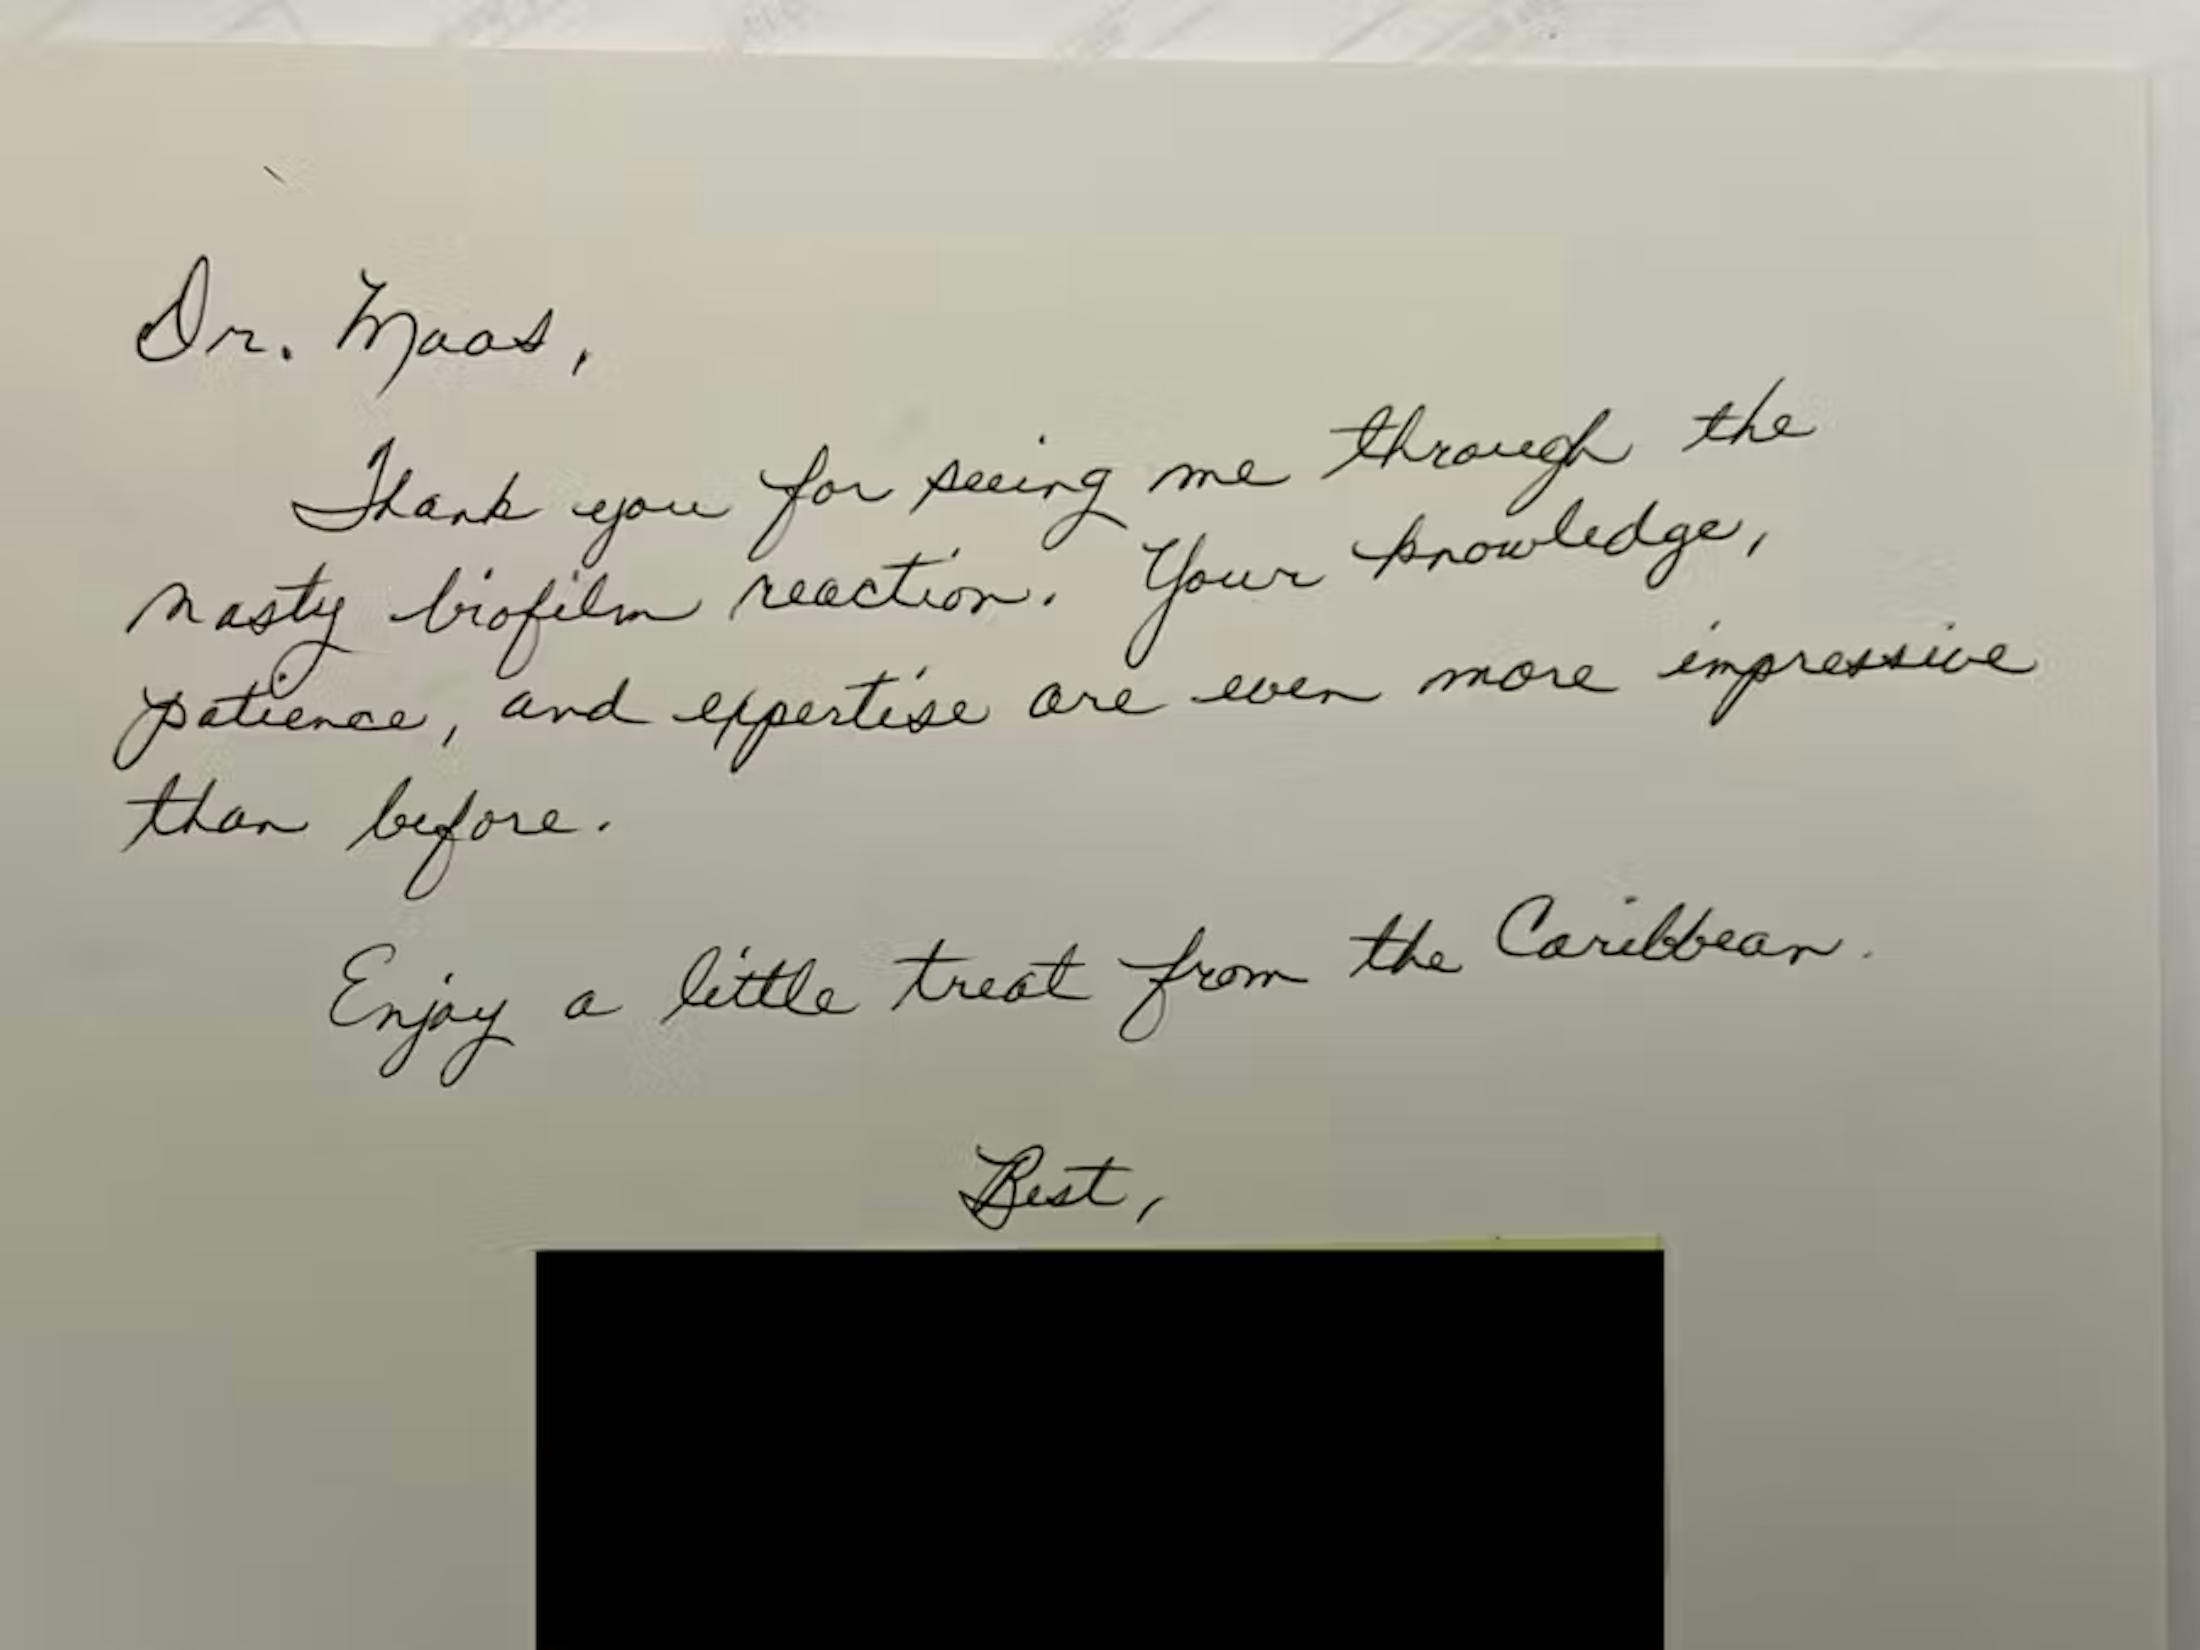 Dr. Maas,
Thank you for seeing me through the
nasty biofilm reaction. Your knowledge,
patience, and expertise are even more impressive
than before.
Enjoy a little treat from the Caribbean.
Best,